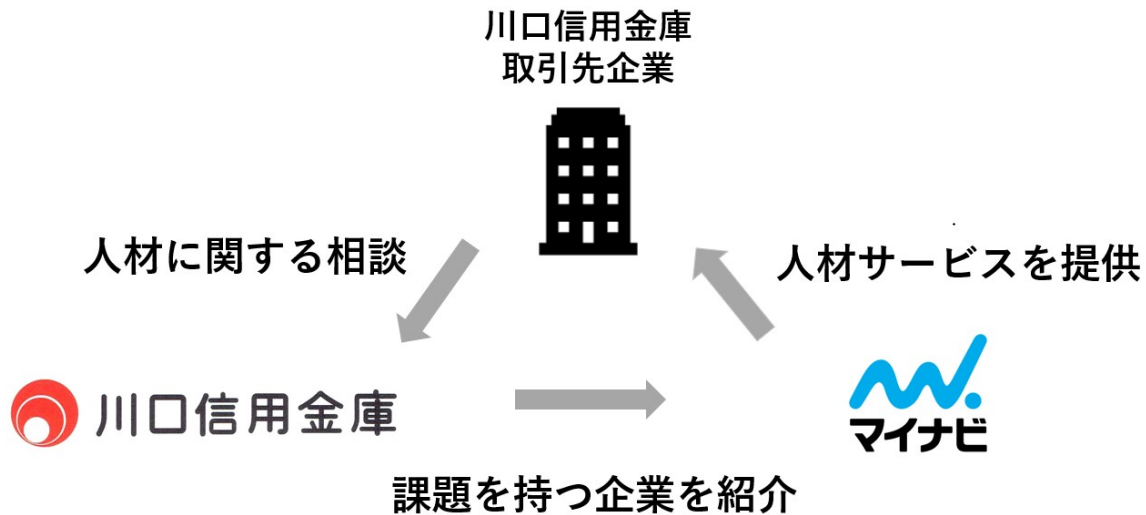 川口信用金庫
取引先企業
人材に関する相談
人材サービスを提供
川口信用金庫
マイナビ
課題を持つ企業を紹介